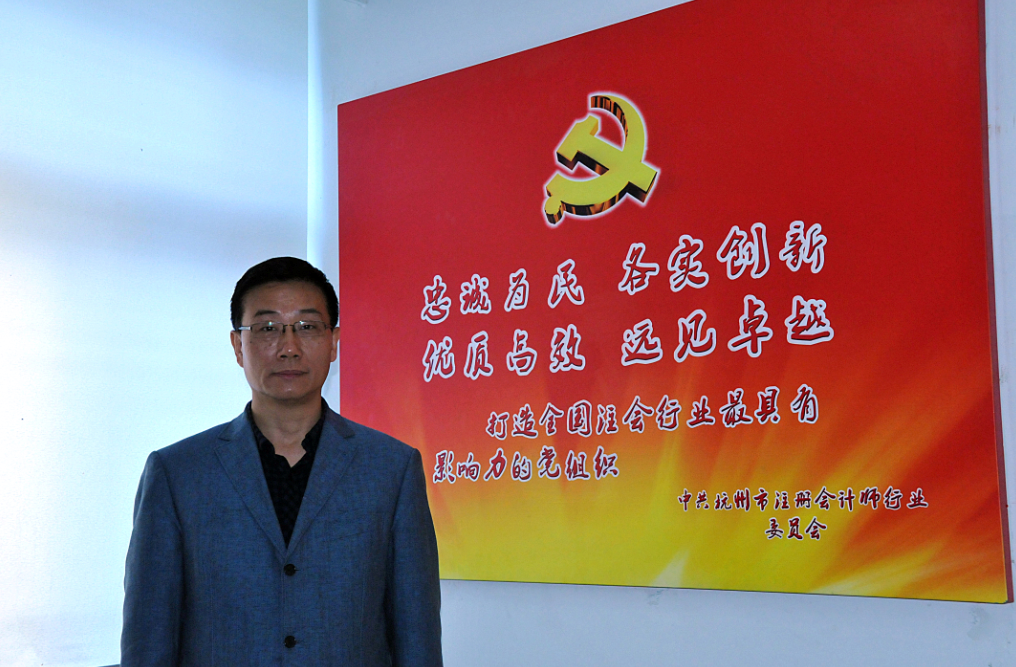 忠诚为民 务实创新
优质高效 远见卓越
打造全国注会行业最具有
影响力的党组织
中共杭州市注册会计师行业
委员会